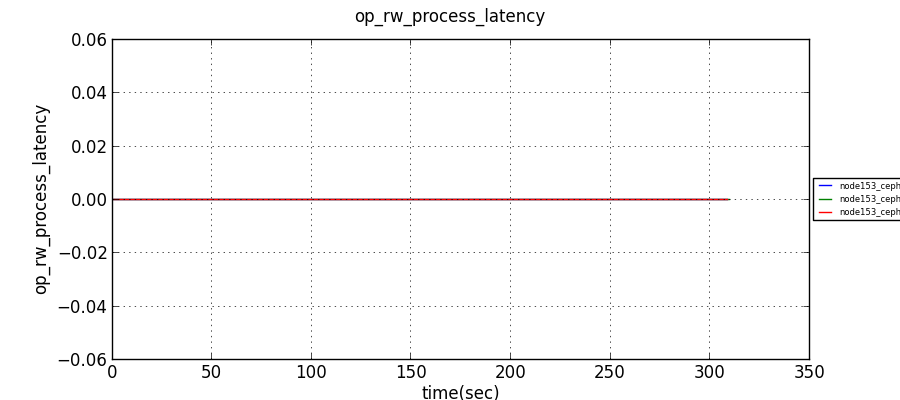 op_rw_process_latency
0.06
0.04
0.02
0.00
−0.02
−0.04
−0.06
op_rw_process_latency
0 50 100 150 200 250 300 350
time(sec)
node153_ceph
node153_ceph
node153_ceph